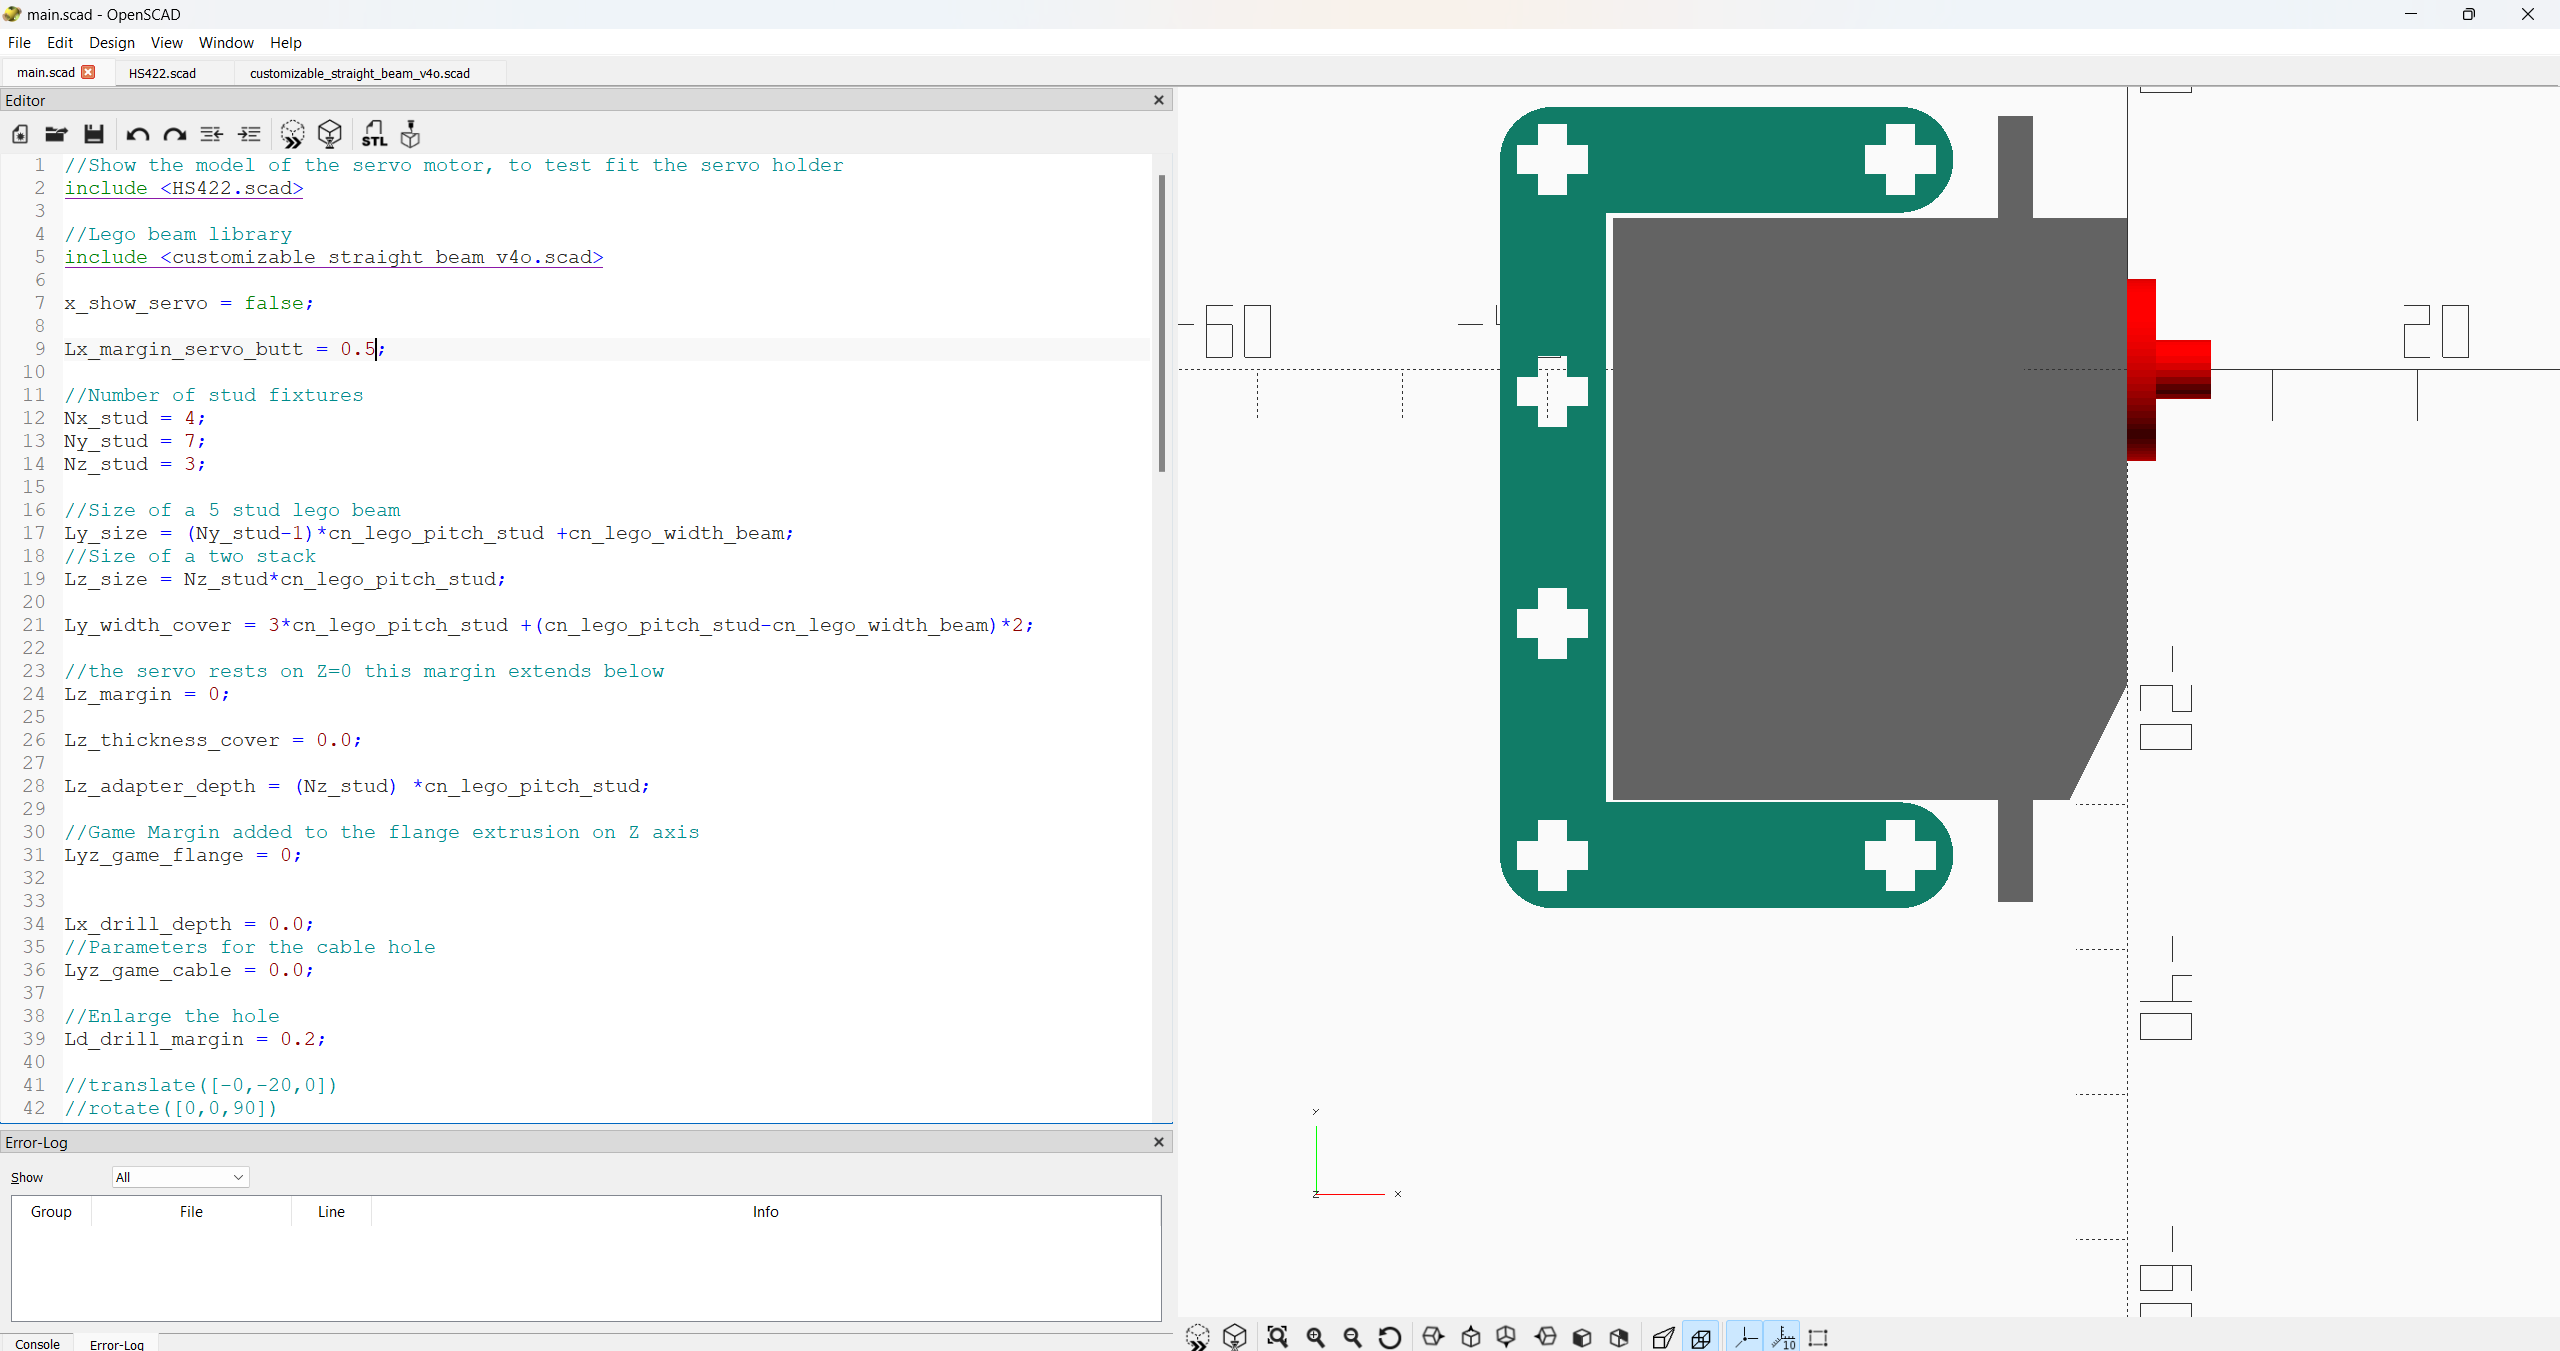 main.scad - OpenSCAD
File Edit Design View Window Help
main.scad HS422.scad customizable_straight_beam_v4o.scad
Editor
STL
1 //Show the model of the servo motor, to test fit the servo holder
2 include <HS422.scad>
3
4 //Lego beam library
5 include <customizable_straight_beam_v4o.scad>
6
7 x_show_servo = false;
8
9 Lx_margin_servo_butt = 0.5;
10
11 //Number of stud fixtures
12 Nx_stud = 4;
13 Ny_stud = 7;
14 Nz_stud = 3;
15
16 //Size of a 5 stud lego beam
17 Ly_size = (Ny_stud-1)*cn_lego_pitch_stud +cn_lego_width_beam;
18 //Size of a two stack
19 Lz_size = Nz_stud*cn_lego_pitch_stud;
20
21 Ly_width_cover = 3*cn_lego_pitch_stud +(cn_lego_pitch_stud-cn_lego_width_beam)*2;
22
23 //the servo rests on Z=0 this margin extends below
24 Lz_margin = 0;
25
26 Lz_thickness_cover = 0.0;
27
28 Lz_adapter_depth = (Nz_stud) *cn_lego_pitch_stud;
29
30 //Game Margin added to the flange extrusion on Z axis
31 Lyz_game_flange = 0;
32
33
34 Lx_drill_depth = 0.0;
35 //Parameters for the cable hole
36 Lyz_game_cable = 0.0;
37
38 //Enlarge the hole
39 Ld_drill_margin = 0.2;
40
41 //translate([-0,-20,0])
42 //rotate([0,0,90])
Error-Log
Show All
Group File Line Info
Console Error-Log
-60
20
-20
-40
y
z x
10